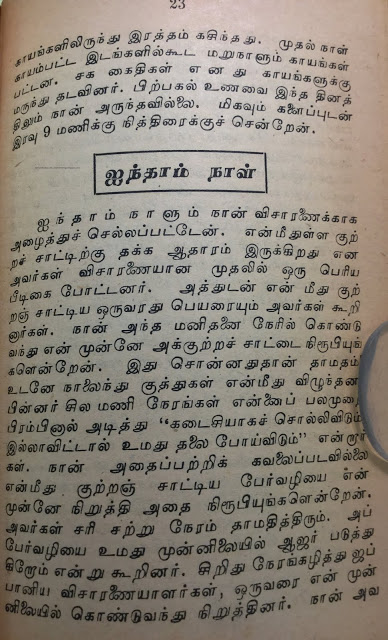 23
காயங்களிலிருந்து இரத்தம் கசிந்தது. முதல் நாள்
காயம்பட்ட இடங்களில்கூட மறுநாளும் காயங்கள்
பட்டன. சக கைதிகள் எனது காயங்களுக்கு
மருந்து தடவினர். பிற்பகல் உணவை இந்த தினத்
திலும் நான் அருந்தவில்லை. மிகவும் களைப்புடன்
இரவு 9 மணிக்கு நித்திரைக்குச் சென்றேன்.
ஐந்தாம் நாள்
ஐந்தாம் நாளும் நான் விசாரணைக்காக
அழைத்துச் செல்லப்பட்டேன். என்மீதுள்ள குற்
றச் சாட்டிற்கு தக்க ஆதாரம் இருக்கிறது என
அவர்கள் விசாரணையான முதலில் ஒரு பெரிய
பீடிகை போட்டனர். அத்துடன் என் மீது குற்
றஞ் சாட்டிய ஒருவரது பெயரையும் அவர்கள் கூறி
னார்கள். நான் அந்த மனிதனை நேரில் கொண்டு
வந்து என் முன்னே அக்குற்றச் சாட்டை நிரூபியுங்
களென்றேன். இது சொன்னதுதான் தாமதம்
உடனே நாலைந்து குத்துகள் என்மீது விழுந்தன
பின்னர் சில மணி நேரங்கள் என்னைப் பலமுறை
பிரம்பினால் அடித்து "கடைசியாகச் சொல்லிவிடும்
இல்லாவிட்டால் உமது தலை போய்விடும்" என்றார்
கள். நான் அதைப்பற்றிக் கவலைப்படவில்லை
என்மீது குற்றஞ் சாட்டிய பேர்வழியை என்
முன்னே நிறுத்தி அதை நிரூபியுங்களென்றேன்.
அவர்கள் சரி சற்று நேரம் தாமதித்திரும். அப்
பேர்வழியை உமது முன்னிலையில் ஆஜர் படுத்து
கிறோம் என்று கூறினர். சிறிது நேரங்கழித்து ஜப்
பானிய விசாரணையாளர்கள், ஒருவரை என் முன்
னிலையில் கொண்டுவந்து நிறுத்தினர். நான் அவ